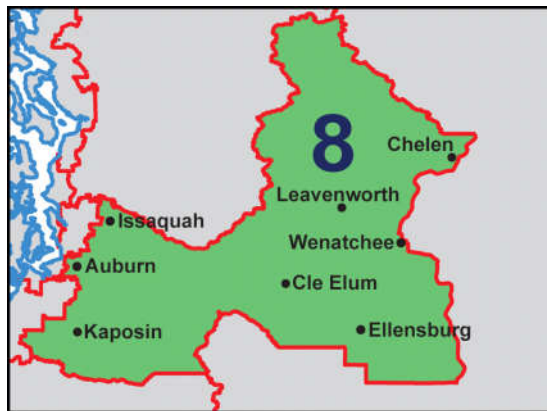 8
Chelen
Leavenworth
Issaquah
Wenatchee
Auburn
Cle Elum
Kaposin
Ellensburg